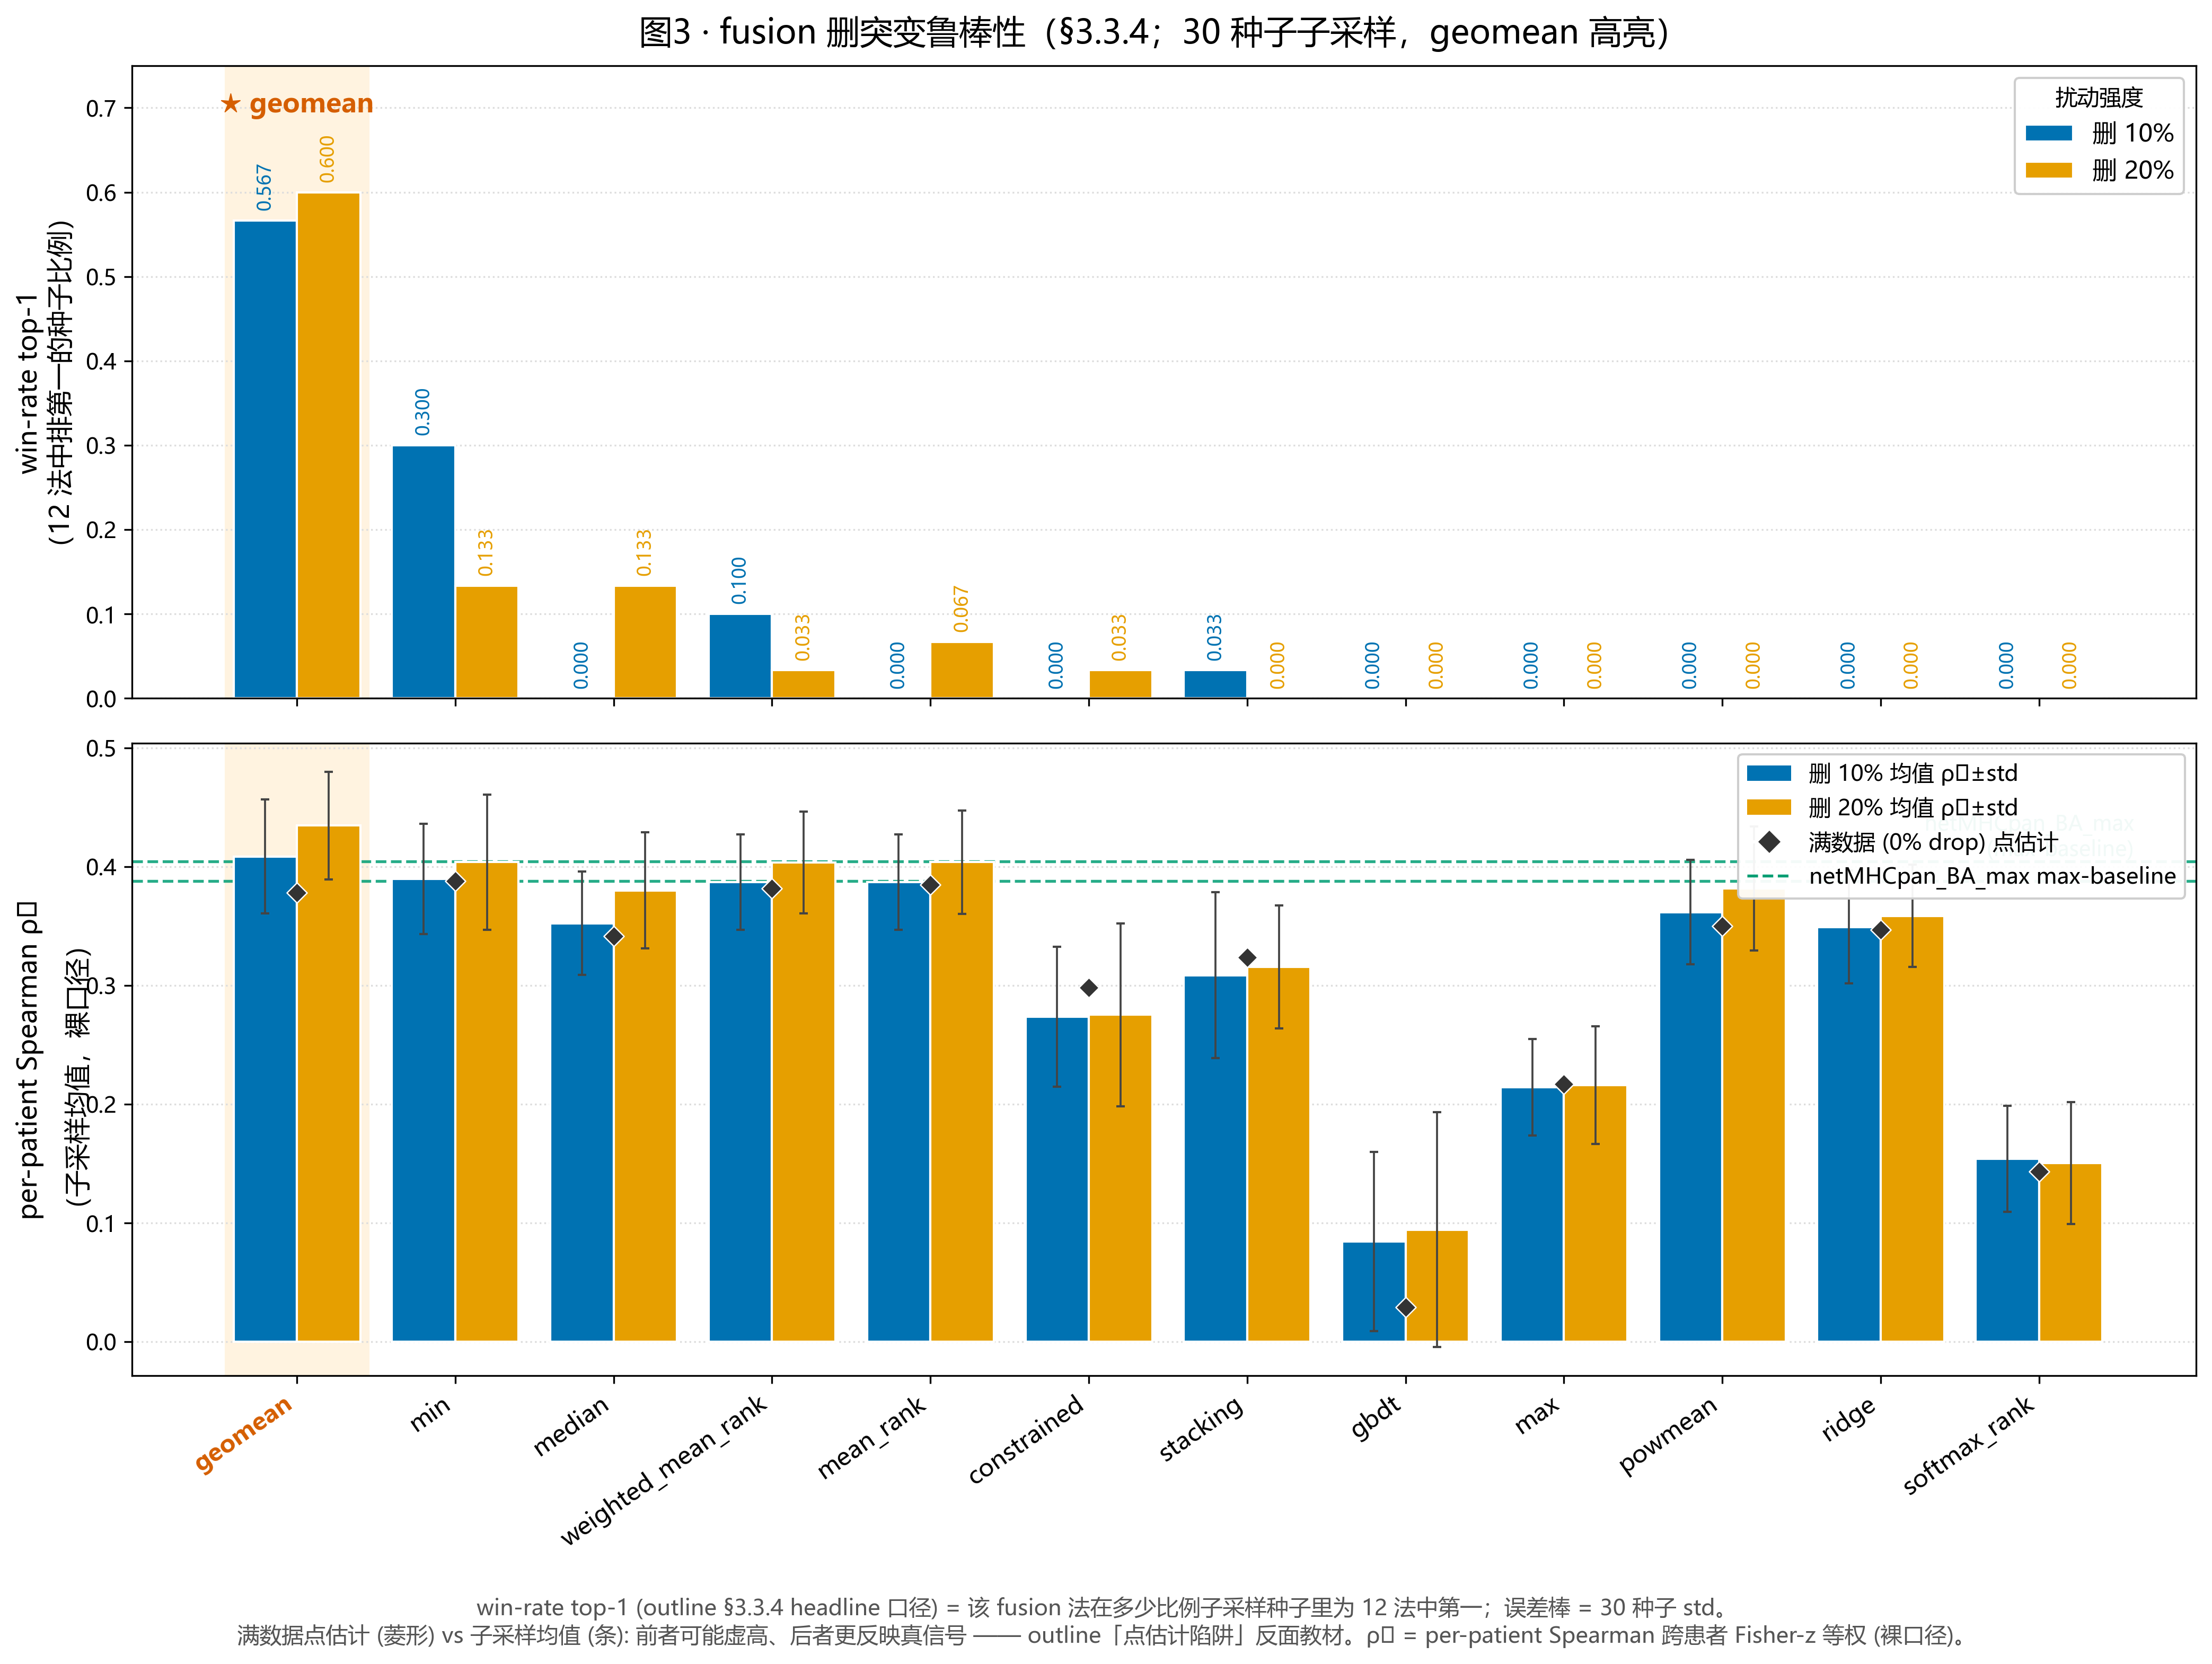 图3 · fusion 删突变鲁棒性（§3.3.4；30 种子子采样，geomean 高亮）
win-rate top-1
(12 法中排第一的种子比例)
0.7
0.6
0.5
0.4
0.3
0.2
0.1
0.0
★ geomean
扰动强度
删 10%
删 20%
0.567
0.600
0.300
0.133
0.000
0.133
0.100
0.033
0.000
0.067
0.000
0.033
0.033
0.000
0.000
0.000
0.000
0.000
0.000
0.000
0.000
0.000
0.000
0.000
per-patient Spearman ρ▯
(子采样均值，裸口径)
0.5
0.4
0.3
0.2
0.1
0.0
删 10% 均值 ρ▯±std
删 20% 均值 ρ▯±std
满数据 (0% drop) 点估计
netMHCpan_BA_max max-baseline
geomean
min
median
weighted_mean_rank
mean_rank
constrained
stacking
gbdt
max
powmean
ridge
softmax_rank
win-rate top-1 (outline §3.3.4 headline 口径) = 该 fusion 法在多少比例子采样种子里为 12 法中第一；误差棒 = 30 种子 std。
满数据点估计 (菱形) vs 子采样均值 (条): 前者可能虚高、后者更反映真信号 —— outline「点估计陷阱」反面教材。ρ▯ = per-patient Spearman 跨患者 Fisher-z 等权 (裸口径)。